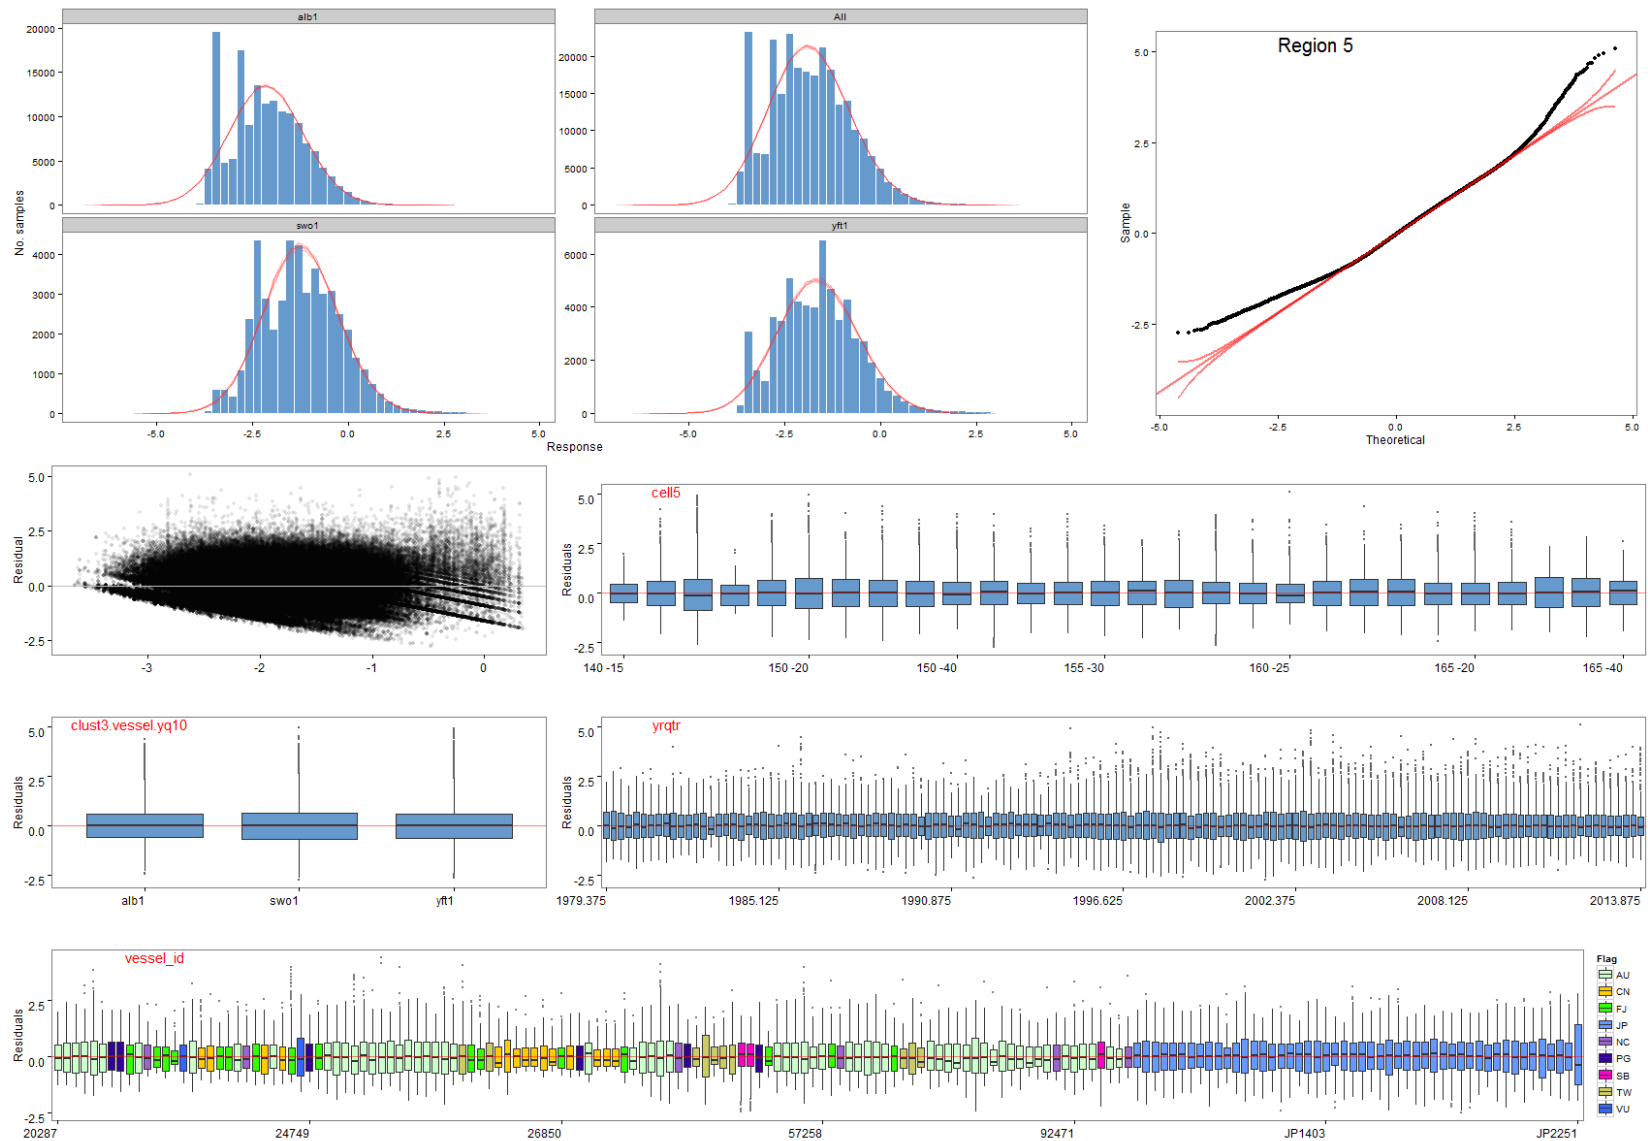 alb1
All
20000
15000
10000
5000
0
20000
15000
10000
5000
0
swo1
yft1
4000
3000
2000
1000
0
6000
4000
2000
0
-5.0 -2.5 0.0 2.5 5.0
-5.0 -2.5 0.0 2.5 5.0
No. samples
Response
Region 5
5.0
2.5
0.0
-2.5
Sample
-5.0 -2.5 0.0 2.5 5.0
Theoretical
5.0
2.5
0.0
-2.5
Residual
-3 -2 -1 0
cell5
5.0
2.5
0.0
-2.5
Residuals
140 -15 150 -20 150 -40 155 -30 160 -25 165 -20 165 -40
clust3.vessel.yq10
5.0
2.5
0.0
-2.5
Residuals
alb1 swo1 yft1
yrqtr
5.0
2.5
0.0
-2.5
Residuals
1979.375 1985.125 1990.875 1996.625 2002.375 2008.125 2013.875
vessel_id
2.5
0.0
-2.5
Residuals
20287 24749 26850 57258 92471 JP1403 JP2251
Flag
AU
CN
FJ
JP
NC
PG
SB
TW
VU